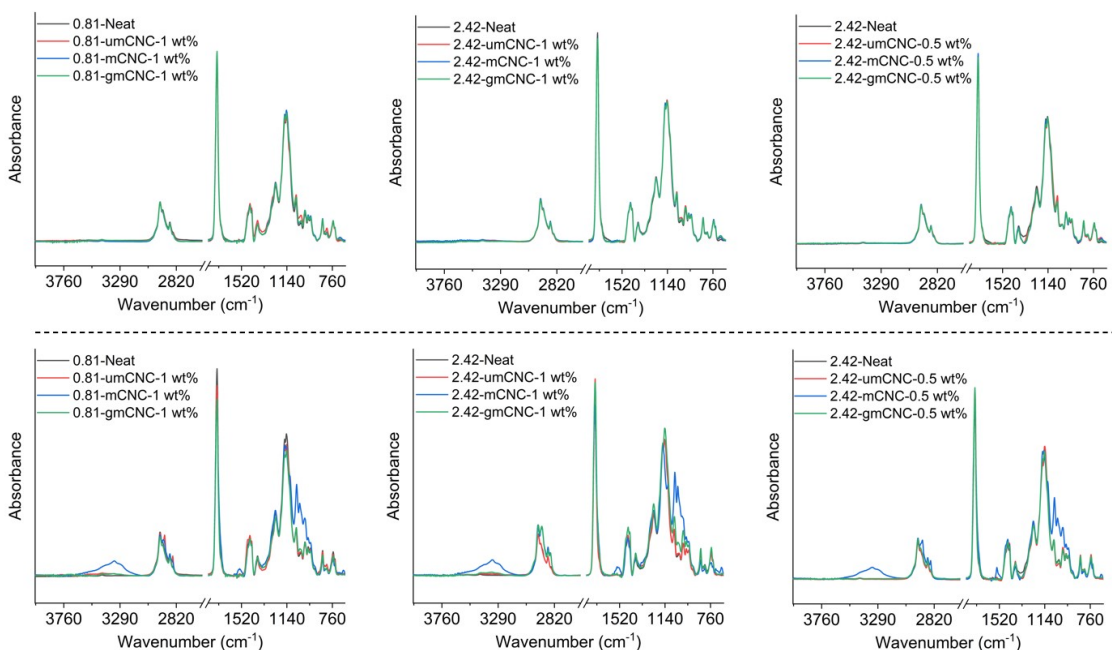 0.81-Neat
0.81-umCNC-1 wt%
0.81-mCNC-1 wt%
0.81-gmCNC-1 wt%
Absorbance
3760 3290 2820 1520 1140 760
Wavenumber (cm-1)
2.42-Neat
2.42-umCNC-1 wt%
2.42-mCNC-1 wt%
2.42-gmCNC-1 wt%
Absorbance
3760 3290 2820 1520 1140 760
Wavenumber (cm-1)
2.42-Neat
2.42-umCNC-0.5 wt%
2.42-mCNC-0.5 wt%
2.42-gmCNC-0.5 wt%
Absorbance
3760 3290 2820 1520 1140 760
Wavenumber (cm-1)
0.81-Neat
0.81-umCNC-1 wt%
0.81-mCNC-1 wt%
0.81-gmCNC-1 wt%
Absorbance
3760 3290 2820 1520 1140 760
Wavenumber (cm-1)
2.42-Neat
2.42-umCNC-1 wt%
2.42-mCNC-1 wt%
2.42-gmCNC-1 wt%
Absorbance
3760 3290 2820 1520 1140 760
Wavenumber (cm-1)
2.42-Neat
2.42-umCNC-0.5 wt%
2.42-mCNC-0.5 wt%
2.42-gmCNC-0.5 wt%
Absorbance
3760 3290 2820 1520 1140 760
Wavenumber (cm-1)